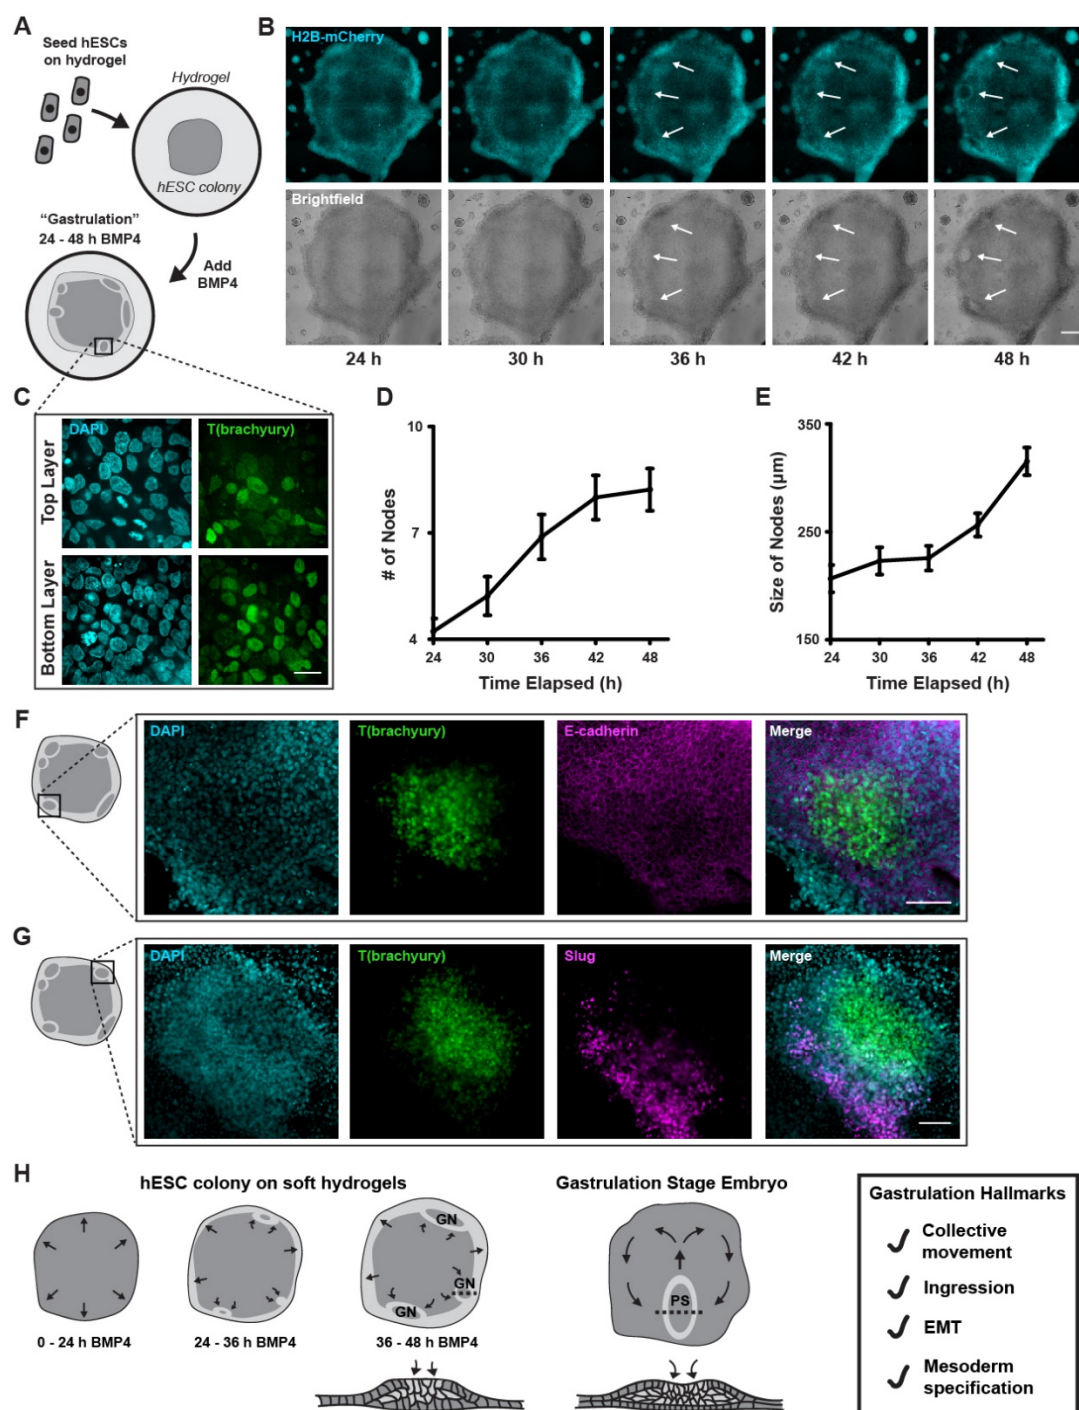 A
Seed hESCs
on hydrogel
Hydrogel
hESC colony
"Gastrulation"
24 - 48 h BMP4
Add
BMP4
B
H2B-mCherry
Brightfield
24 h
30 h
36 h
42 h
48 h
C
DAPI
T(brachyury)
Top Layer
Bottom Layer
D
10
7
4
# of Nodes
24
30
36
42
48
Time Elapsed (h)
E
350
250
150
Size of Nodes (µm)
24
30
36
42
48
Time Elapsed (h)
F
DAPI
T(brachyury)
E-cadherin
Merge
G
DAPI
T(brachyury)
Slug
Merge
H
hESC colony on soft hydrogels
GN
GN
GN
0 - 24 h BMP4
24 - 36 h BMP4
36 - 48 h BMP4
Gastrulation Stage Embryo
PS
Gastrulation Hallmarks
Collective
movement
Ingression
EMT
Mesoderm
specification